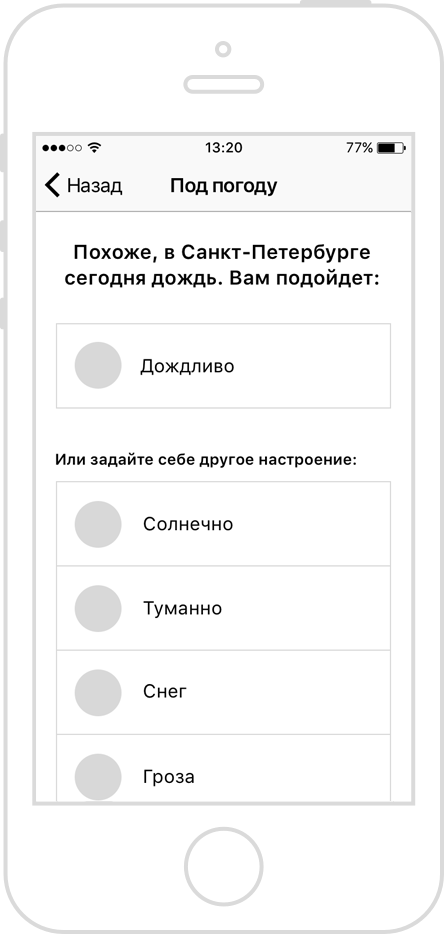 13:20 77%
Назад Под погоду
Похоже, в Санкт-Петербурге
сегодня дождь. Вам подойдет:
Дождливо
Или задайте себе другое настроение:
Солнечно
Туманно
Снег
Гроза